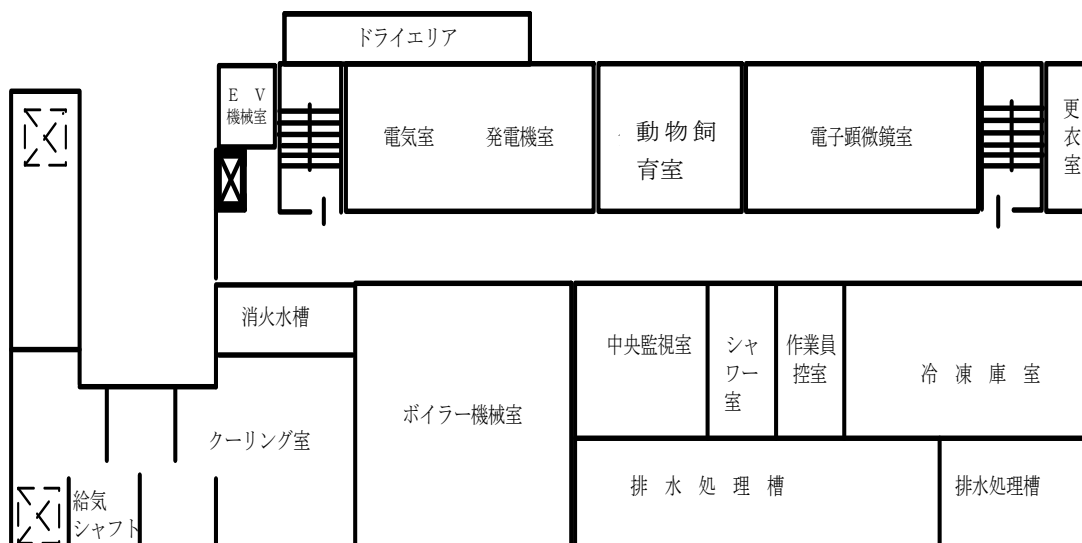 ドライエリア
Ｅ　Ｖ
機械室
電気室
発電機室
動物飼
育室
電子顕微鏡室
更
衣
室
消火水槽
中央監視室
シャ
ワー
室
作業員
控室
冷　凍　庫　室
ボイラー機械室
クーリング室
給気
シャフト
排　水　処　理　槽
排水処理槽